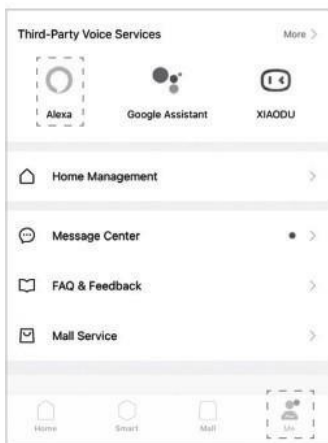 Third-Party Voice Services More
Alexa Google Assistant XIAODU
Home Management
Message Center
FAQ & Feedback
Mall Service
Home Smart Mall Me